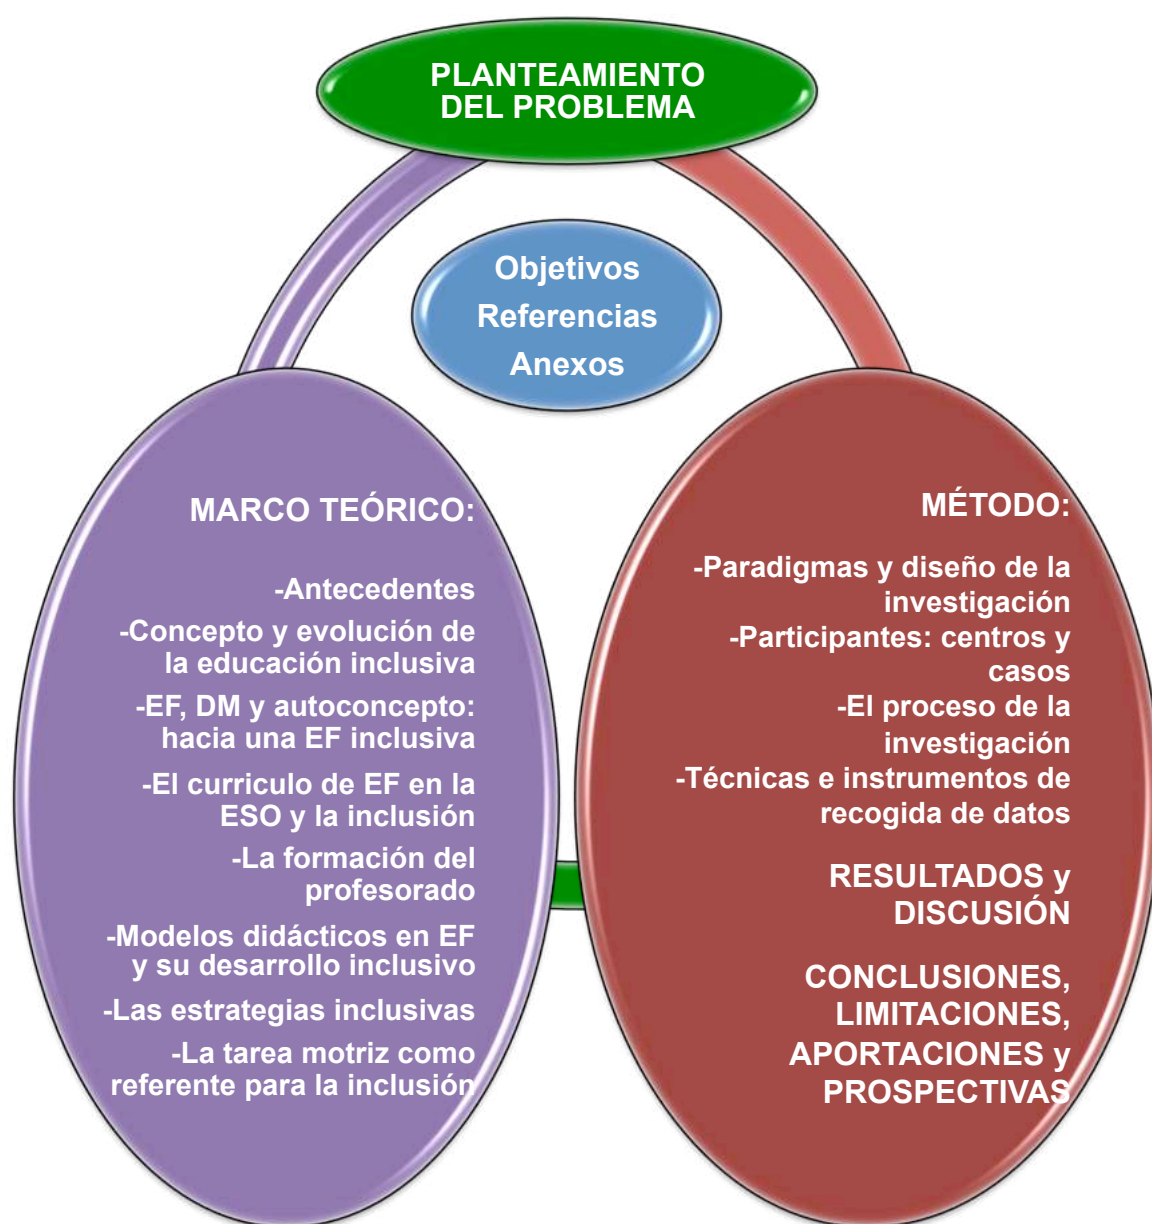 PLANTEAMIENTO
DEL PROBLEMA
Objetivos
Referencias
Anexos
MARCO TEÓRICO:
-Antecedentes
-Concepto y evolución de
la educación inclusiva
-EF, DM y autoconcepto:
hacia una EF inclusiva
-El curriculo de EF en la
ESO y la inclusión
-La formación del
profesorado
-Modelos didácticos en EF
y su desarrollo inclusivo
-Las estrategias inclusivas
-La tarea motriz como
referente para la inclusión
MÉTODO:
-Paradigmas y diseño de la
investigación
-Participantes: centros y
casos
-El proceso de la
investigación
-Técnicas e instrumentos de
recogida de datos
RESULTADOS y
DISCUSIÓN
CONCLUSIONES,
LIMITACIONES,
APORTACIONES y
PROSPECTIVAS